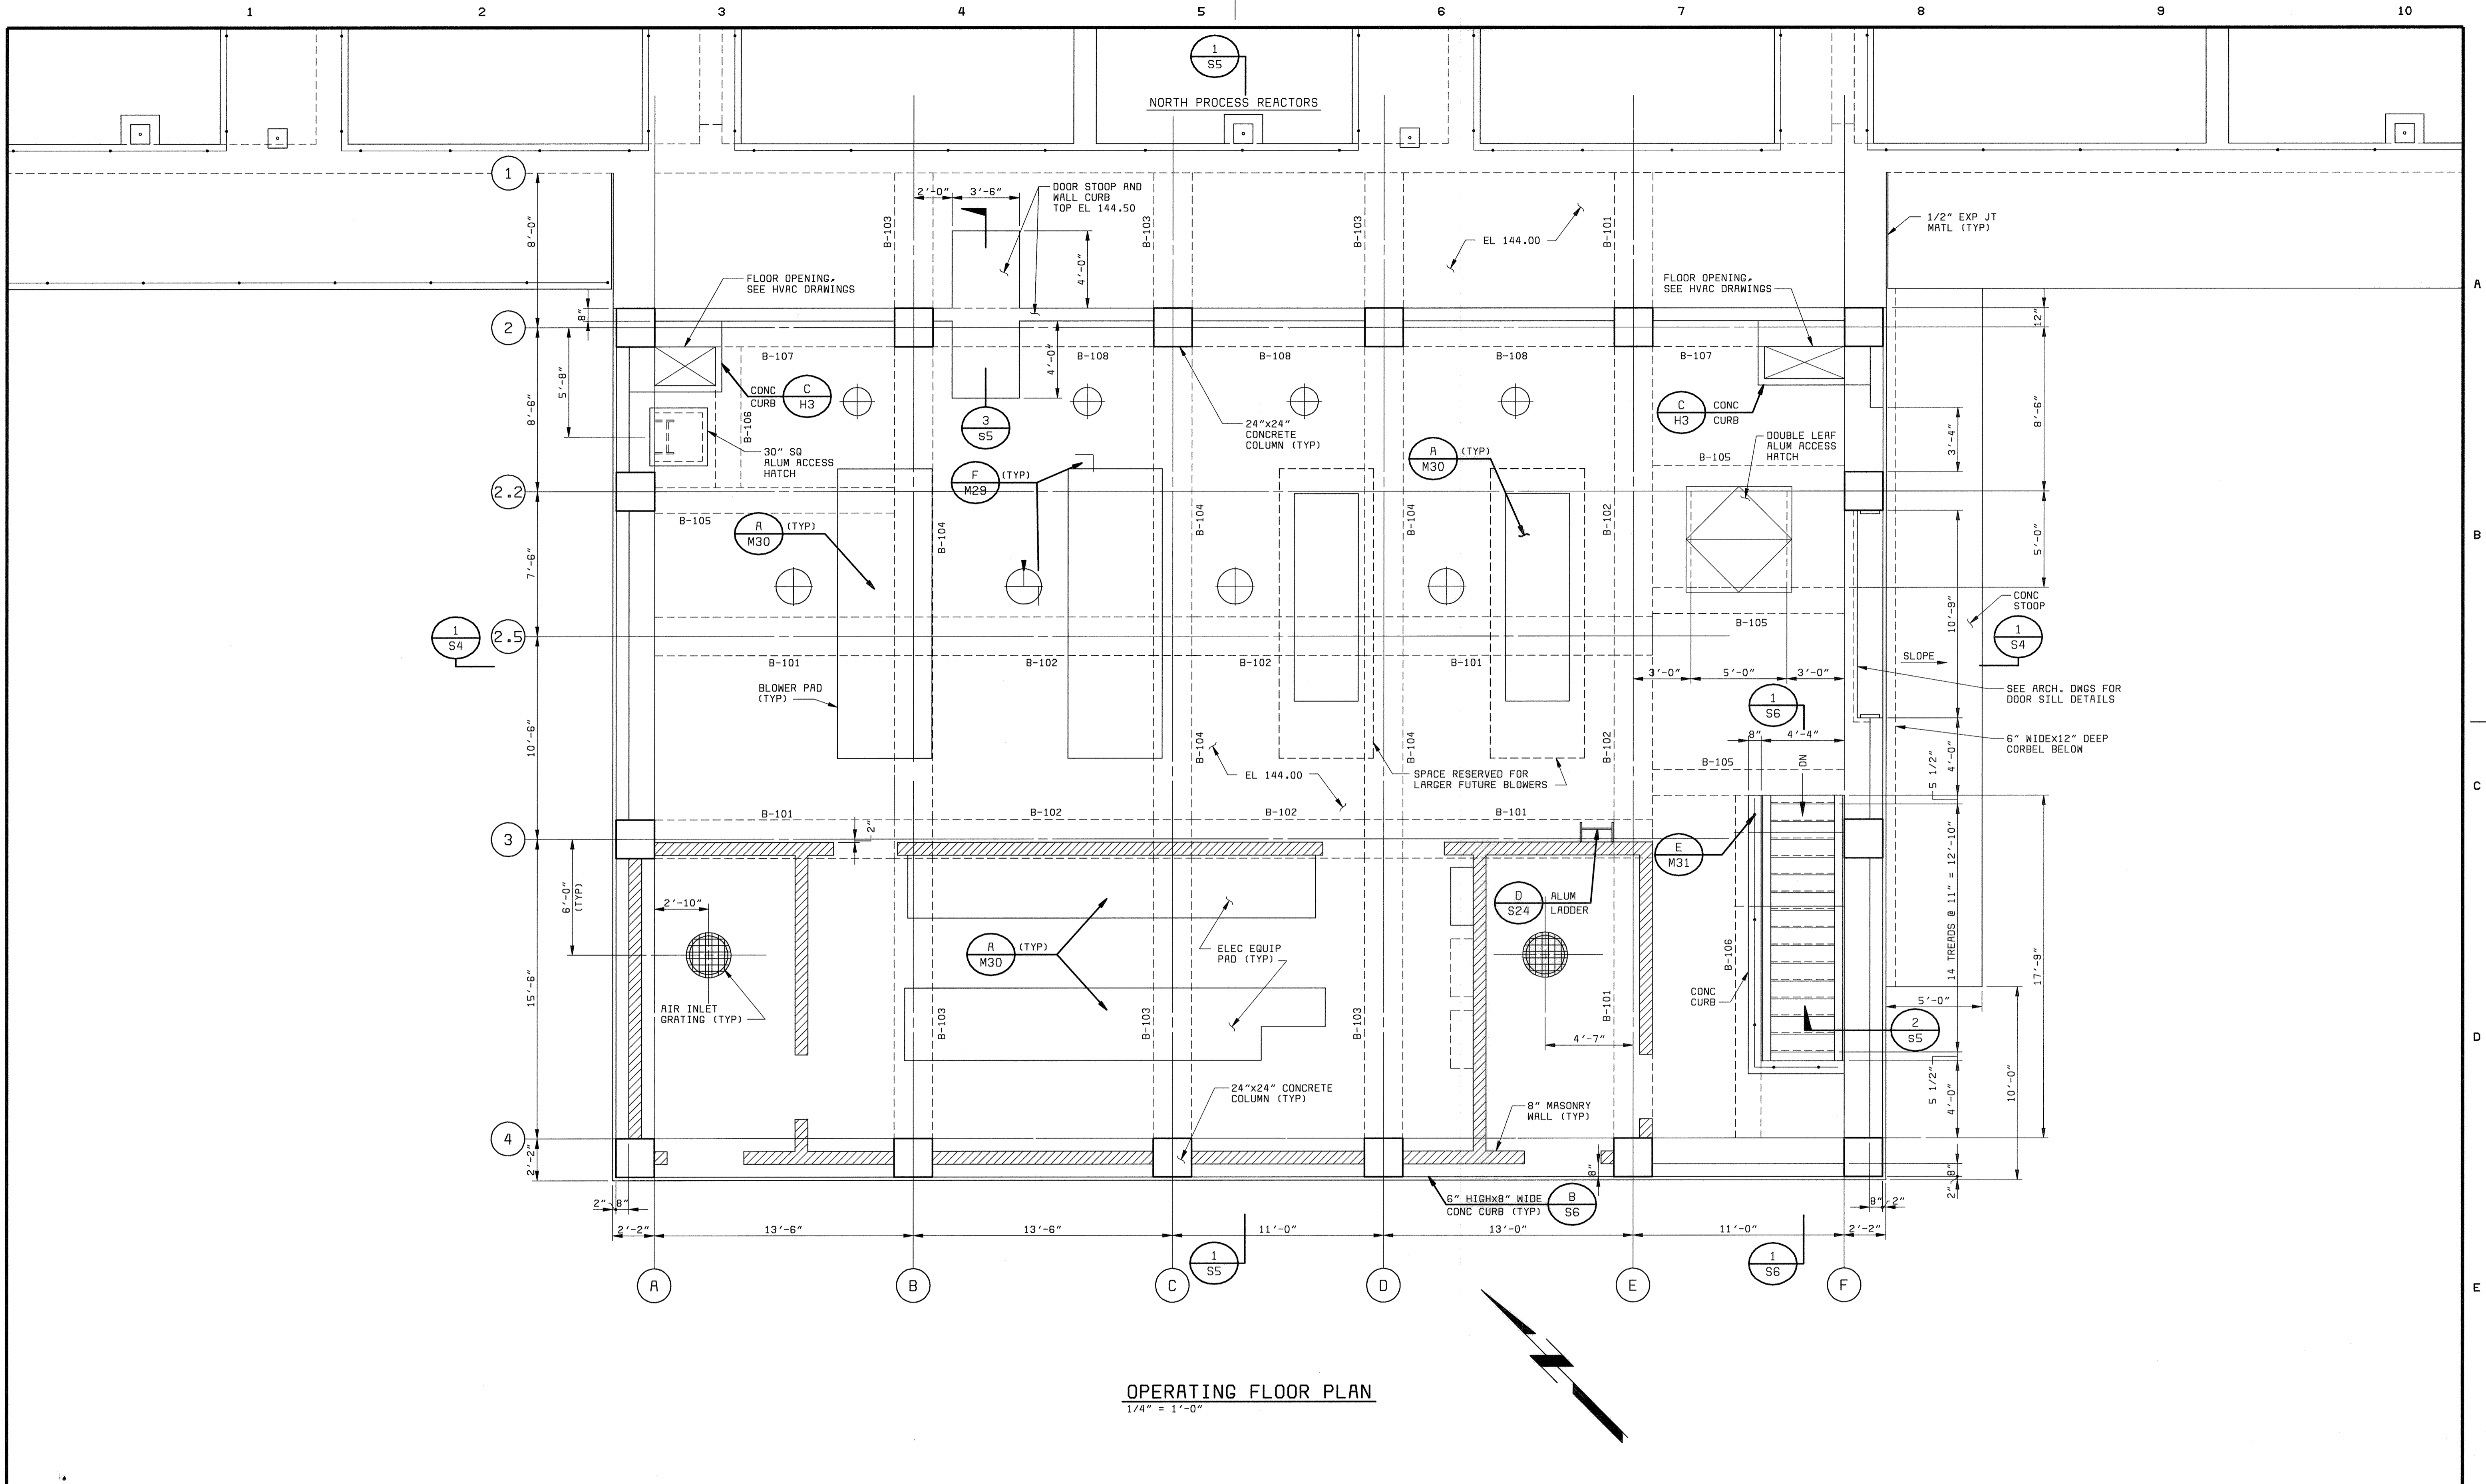 1 2 3 4 5 6 7 8 9 10
1
S5
NORTH PROCESS REACTORS
1
2'-0"
3'-6"
DOOR STOOP AND
WALL CURB
TOP EL 144.50
8'-0"
B-103
B-103
B-103
B-101
EL 144.00
1/2" EXP JT
MATL (TYP)
4'-0"
FLOOR OPENING,
SEE HVAC DRAWINGS
FLOOR OPENING,
SEE HVAC DRAWINGS
A
8"
12"
2
B-107
B-108
B-108
B-108
B-107
4'-0"
5'-8"
8'-6"
8'-6"
CONC
CURB
C
H3
B-106
3
S5
24"x24"
CONCRETE
COLUMN (TYP)
C
H3
CONC
CURB
3'-4"
DOUBLE LEAF
ALUM ACCESS
HATCH
30" SQ
ALUM ACCESS
HATCH
F
M29
(TYP)
A
M30
(TYP)
B-105
2.2
B-105
A
M30
(TYP)
B-104
B-104
B-104
B-102
B
7'-6"
5'-0"
10'-9"
CONC
STOOP
1
S4
2.5
B-105
1
S4
B-101
B-102
B-102
B-101
SLOPE
3'-0"
5'-0"
3'-0"
BLOWER PAD
(TYP)
SEE ARCH. DWGS FOR
DOOR SILL DETAILS
1
S6
10'-6"
8"
4'-4"
6" WIDEx12" DEEP
CORBEL BELOW
B-104
B-104
B-102
EL 144.00
SPACE RESERVED FOR
LARGER FUTURE BLOWERS
B-105
DN
5 1/2"
4'-0"
C
B-101
B-102
B-102
B-101
2"
3
E
M31
6'-0"
(TYP)
2'-10"
D
S24
ALUM
LADDER
14 TREADS @ 11" = 12'-10"
A
M30
(TYP)
ELEC EQUIP
PAD (TYP)
B-106
17'-9"
15'-6"
AIR INLET
GRATING (TYP)
CONC
CURB
5'-0"
B-103
B-103
B-103
B-101
2
S5
D
4'-7"
24"x24" CONCRETE
COLUMN (TYP)
8" MASONRY
WALL (TYP)
5 1/2"
4'-0"
10'-0"
4
2'-2"
8"
8"
2"
6" HIGHx8" WIDE
CONC CURB (TYP)
B
S6
2"
8"
8"
2"
2'-2"
13'-6"
13'-6"
11'-0"
13'-0"
11'-0"
2'-2"
1
S5
1
S6
A B C D E F
E
OPERATING FLOOR PLAN
1/4" = 1'-0"